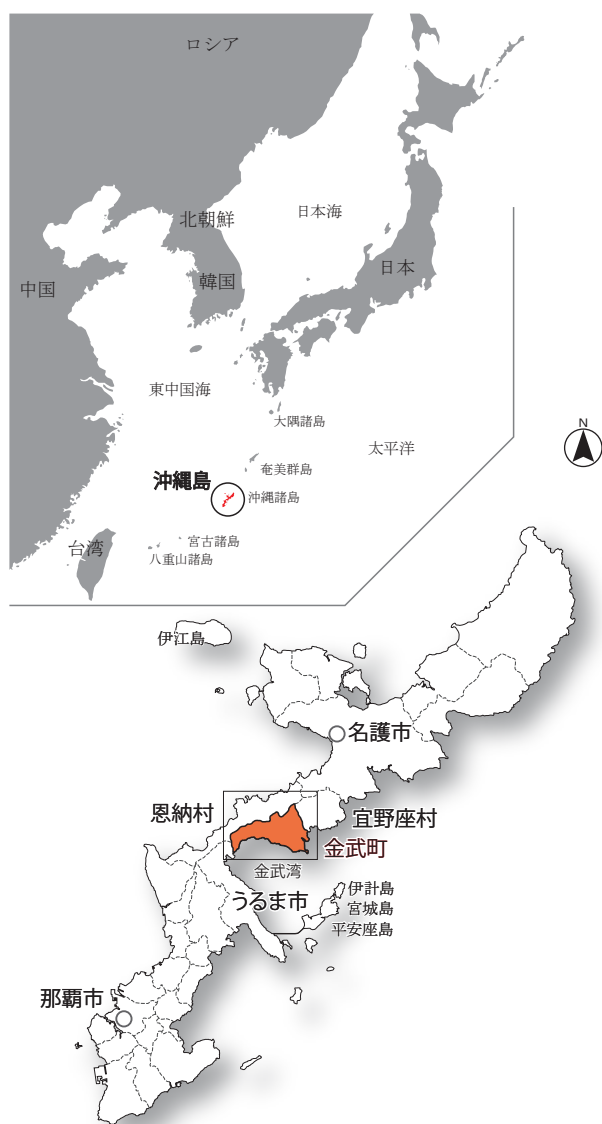 ロシア
日本海
北朝鮮
日本
韓国
中国
東中国海
大隅諸島
太平洋
N
奄美群島
沖縄島
沖縄諸島
宮古諸島
台湾
八重山諸島
伊江島
名護市
恩納村
宜野座村
金武町
金武湾
伊計島
うるま市
宮城島
平安座島
那覇市